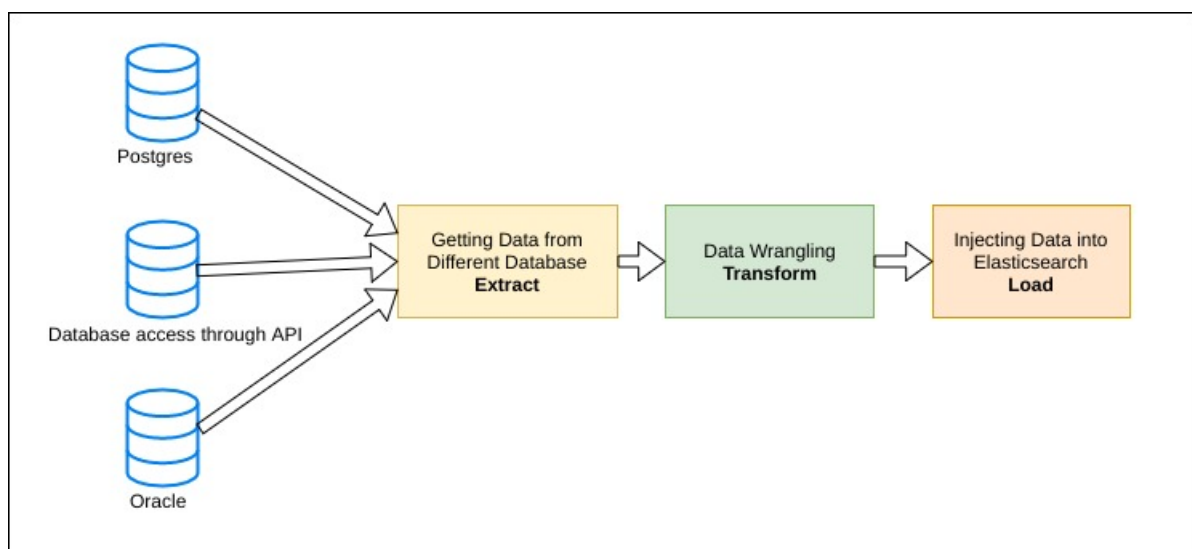 Postgres
Database access through API
Oracle
Getting Data from
Different Database
Extract
Data Wrangling
Transform
Injecting Data into
Elasticsearch
Load